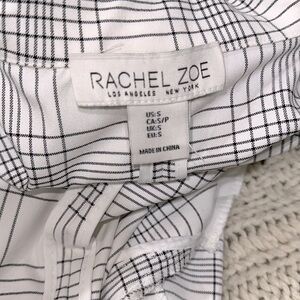 RACHEL ZOE
LOS ANGELES NEW YORK
US:S
CA:S/P
UK:S
EU:S
MADE IN CHINA